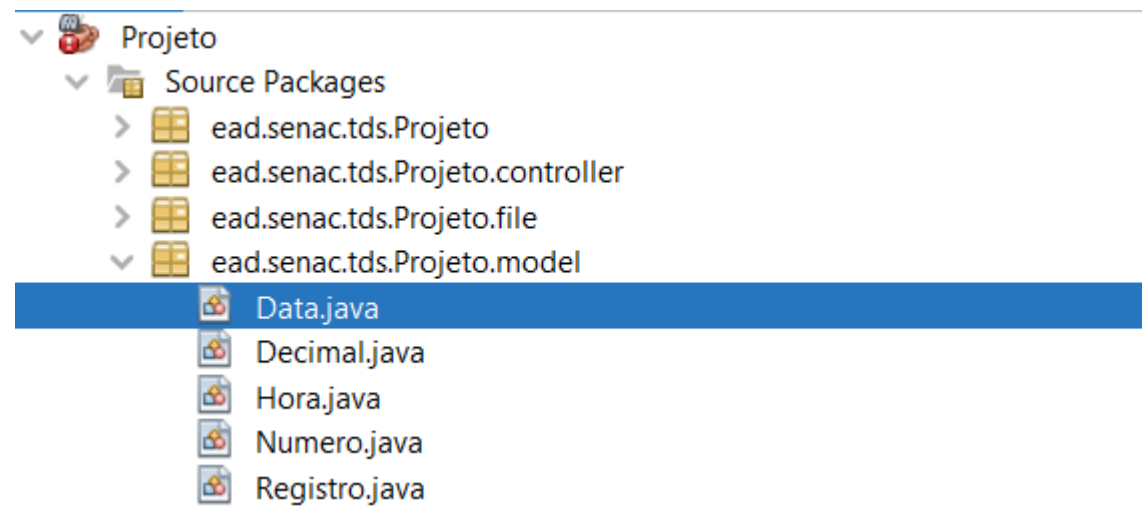 Projeto
Source Packages
ead.senac.tds.Projeto
ead.senac.tds.Projeto.controller
ead.senac.tds.Projeto.file
ead.senac.tds.Projeto.model
Data.java
Decimal.java
Hora.java
Numero.java
Registro.java